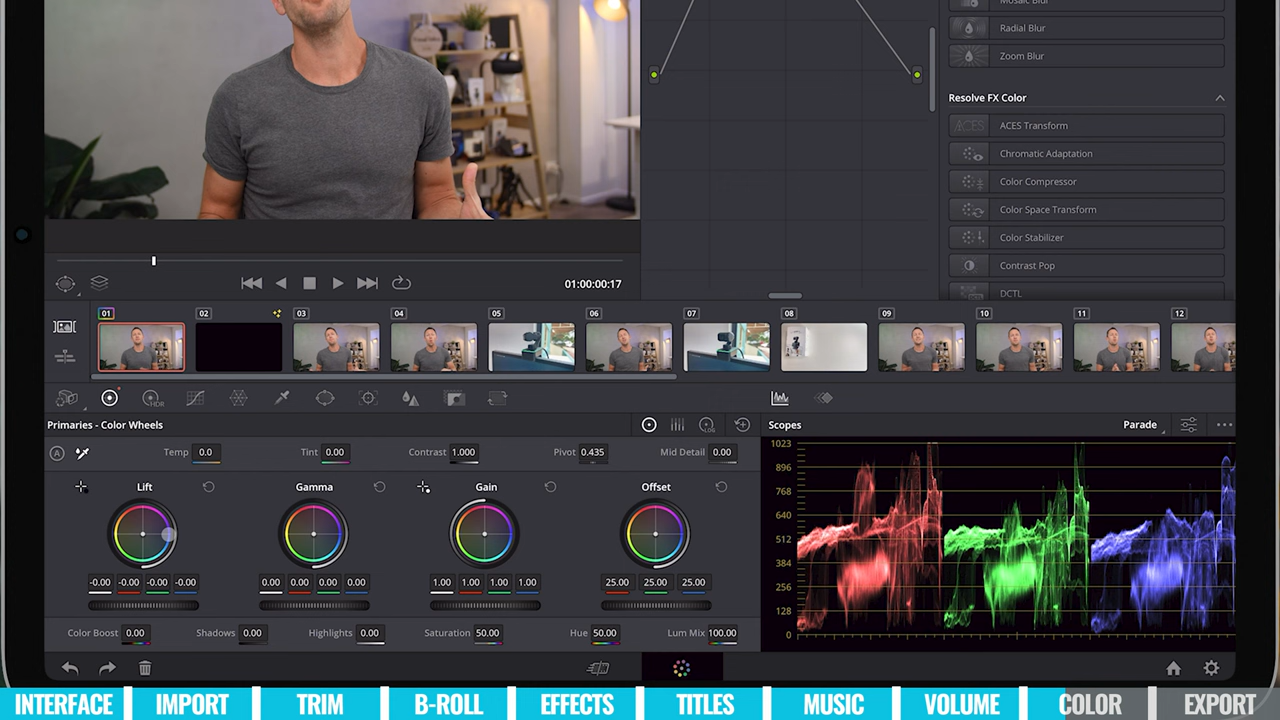 Mosaic Blur
Radial Blur
Zoom Blur
Resolve FX Color
ACES ACES Transform
Chromatic Adaptation
Color Compressor
Color Space Transform
Color Stabilizer
Contrast Pop
DCTL
01:00:00:17
01 02 03 04 05 06 07 08 09 10 11 12
HDR
Primaries - Color Wheels
LOG
Scopes
Parade
A Temp 0.0 Tint 0.00 Contrast 1.000 Pivot 0.435 Mid Detail 0.00
Lift Gamma Gain Offset
-0.00 -0.00 -0.00 -0.00 0.00 0.00 0.00 0.00 1.00 1.00 1.00 1.00 25.00 25.00 25.00
Color Boost 0.00 Shadows 0.00 Highlights 0.00 Saturation 50.00 Hue 50.00 Lum Mix 100.00
1023
896
768
640
512
384
256
128
0
INTERFACE IMPORT TRIM B-ROLL EFFECTS TITLES MUSIC VOLUME COLOR EXPORT